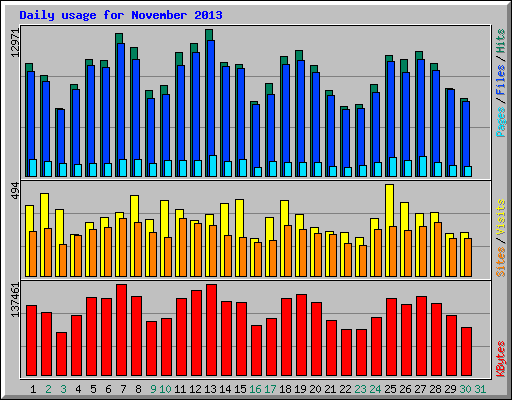 Daily usage for November 2013
12971
Pages / Files / Hits
494
Sites / Visits
137461
KBytes
1 2 3 4 5 6 7 8 9 10 11 12 13 14 15 16 17 18 19 20 21 22 23 24 25 26 27 28 29 30 31